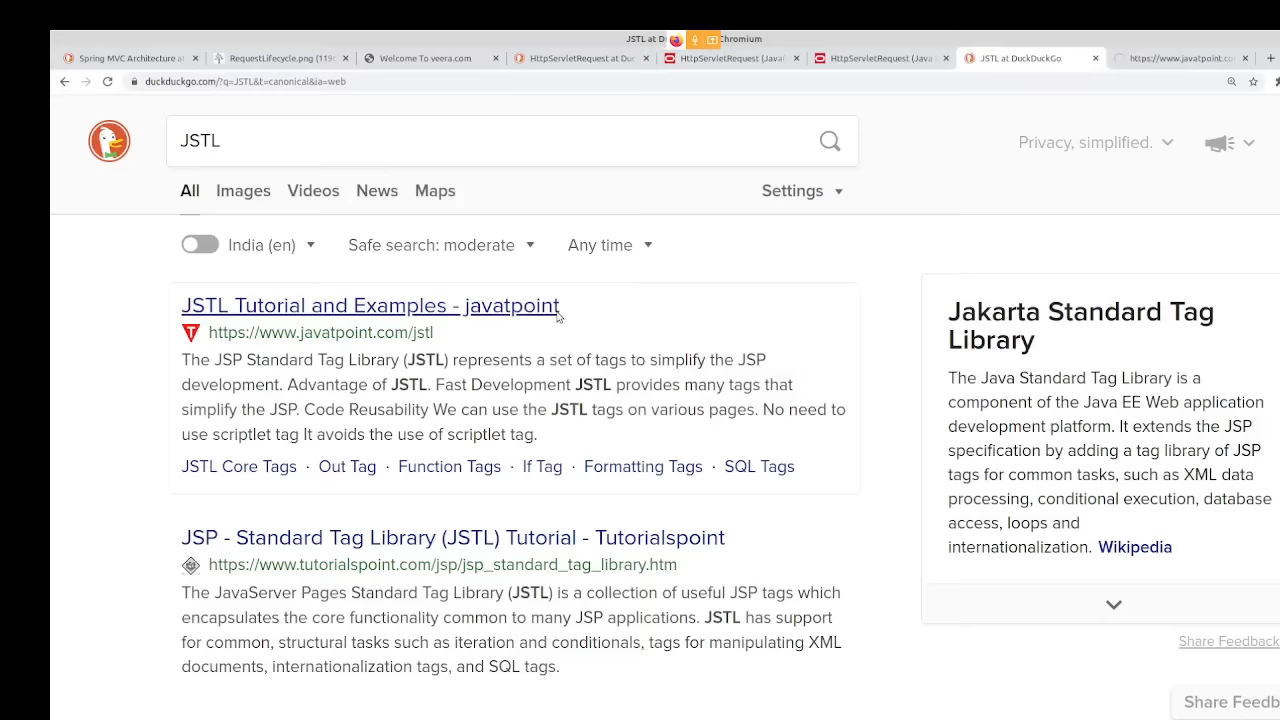 JSTL at D Chromium
Spring MVC Architecture at
RequestLifecycle.png (119
Welcome To veera.com
HttpServletRequest at Duc
HttpServletRequest (Java
HttpServletRequest (Java
JSTL at DuckDuckGo
https://www.javatpoint.co
duckduckgo.com/?q=JSTL&t=canonical&ia=web
JSTL
Privacy, simplified.
All Images Videos News Maps Settings
India (en) Safe search: moderate Any time
JSTL Tutorial and Examples - javatpoint
https://www.javatpoint.com/jstl
The JSP Standard Tag Library (JSTL) represents a set of tags to simplify the JSP
development. Advantage of JSTL. Fast Development JSTL provides many tags that
simplify the JSP. Code Reusability We can use the JSTL tags on various pages. No need to
use scriptlet tag It avoids the use of scriptlet tag.
JSTL Core Tags · Out Tag · Function Tags · If Tag · Formatting Tags · SQL Tags
JSP - Standard Tag Library (JSTL) Tutorial - Tutorialspoint
https://www.tutorialspoint.com/jsp/jsp_standard_tag_library.htm
The JavaServer Pages Standard Tag Library (JSTL) is a collection of useful JSP tags which
encapsulates the core functionality common to many JSP applications. JSTL has support
for common, structural tasks such as iteration and conditionals, tags for manipulating XML
documents, internationalization tags, and SQL tags.
Jakarta Standard Tag
Library
The Java Standard Tag Library is a
component of the Java EE Web application
development platform. It extends the JSP
specification by adding a tag library of JSP
tags for common tasks, such as XML data
processing, conditional execution, database
access, loops and
internationalization. Wikipedia
Share Feedback
Share Feedb